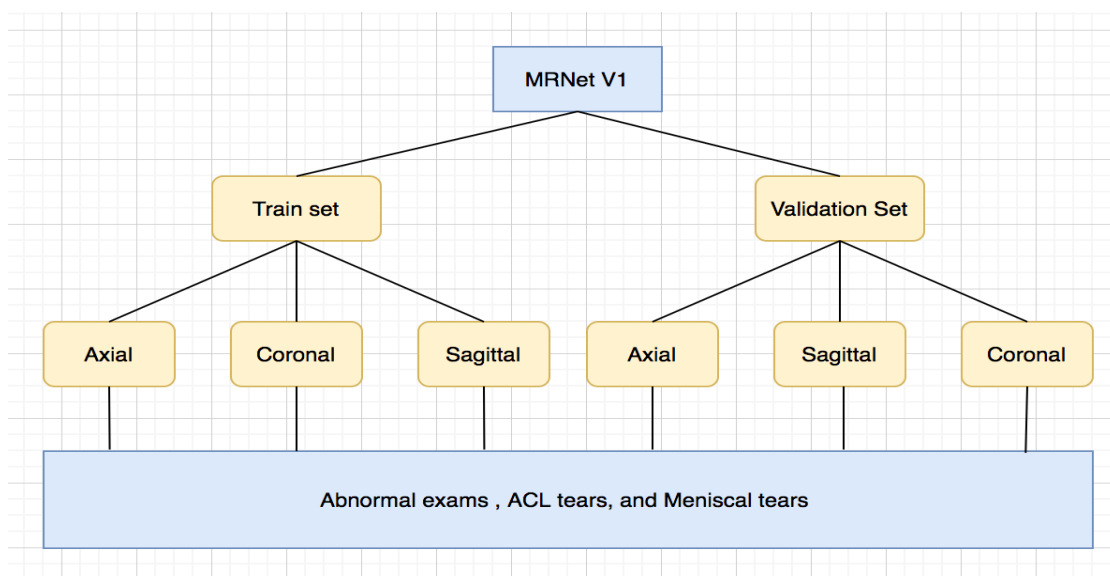 MRNet V1
Train set
Validation Set
Axial
Coronal
Sagittal
Axial
Sagittal
Coronal
Abnormal exams , ACL tears, and Meniscal tears